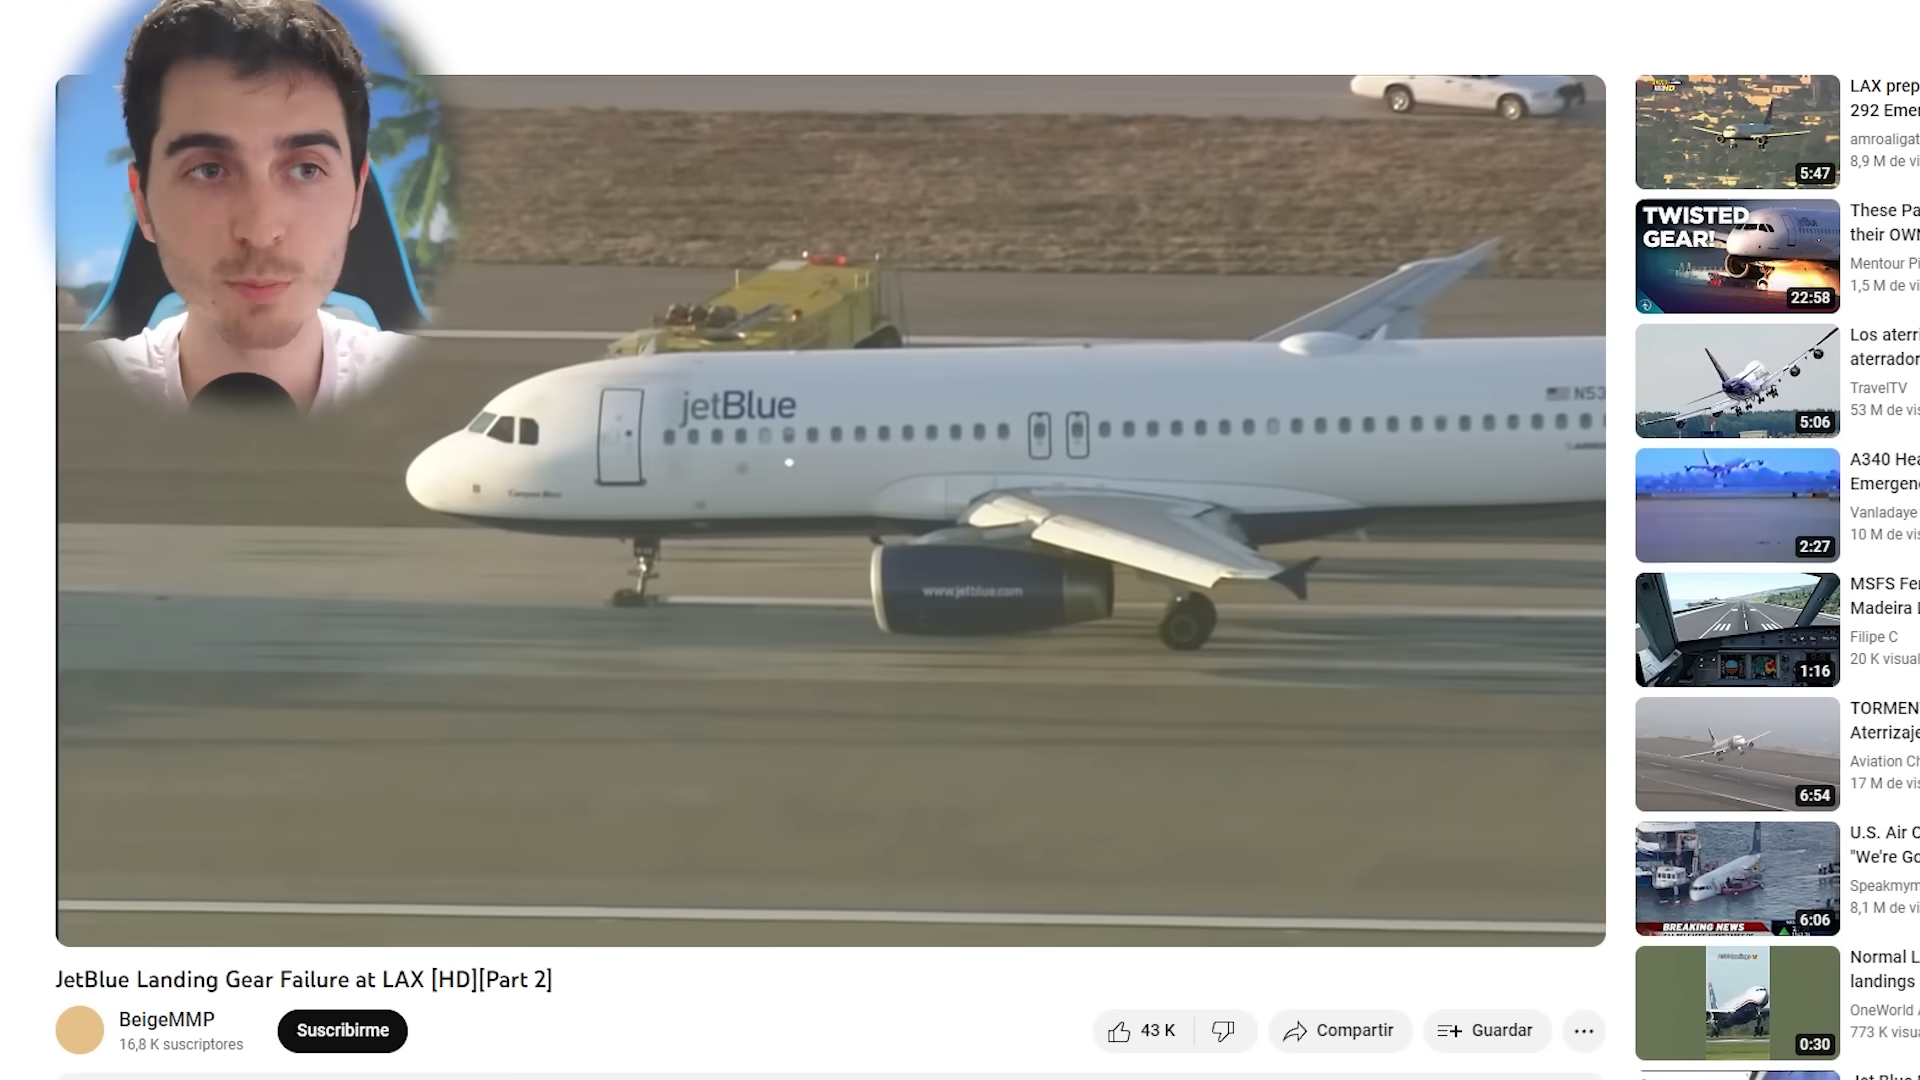 jetBlue
N53
www.jetblue.com
JetBlue Landing Gear Failure at LAX [HD][Part 2]
BeigeMMP
16,8 K suscriptores
Suscribirme
43 K
Compartir
Guardar
LAX prep
292 Emer
amroaligat
8,9 M de vi
5:47
TWISTED
GEAR!
22:58
These Pa
their OWN
Mentour Pi
1,5 M de vis
Los aterri
aterrador
TravelTV
53 M de vis
5:06
A340 Hea
Emergenc
Vanladaye
10 M de vis
2:27
MSFS Fe
Madeira L
Filipe C
20 K visual
1:16
TORMEN
Aterrizaje
Aviation Ch
17 M de vis
6:54
U.S. Air C
"We're Go
Speakmym
8,1 M de vi
BREAKING NEWS
6:06
Normal L
landings
OneWorld A
773 K visua
0:30